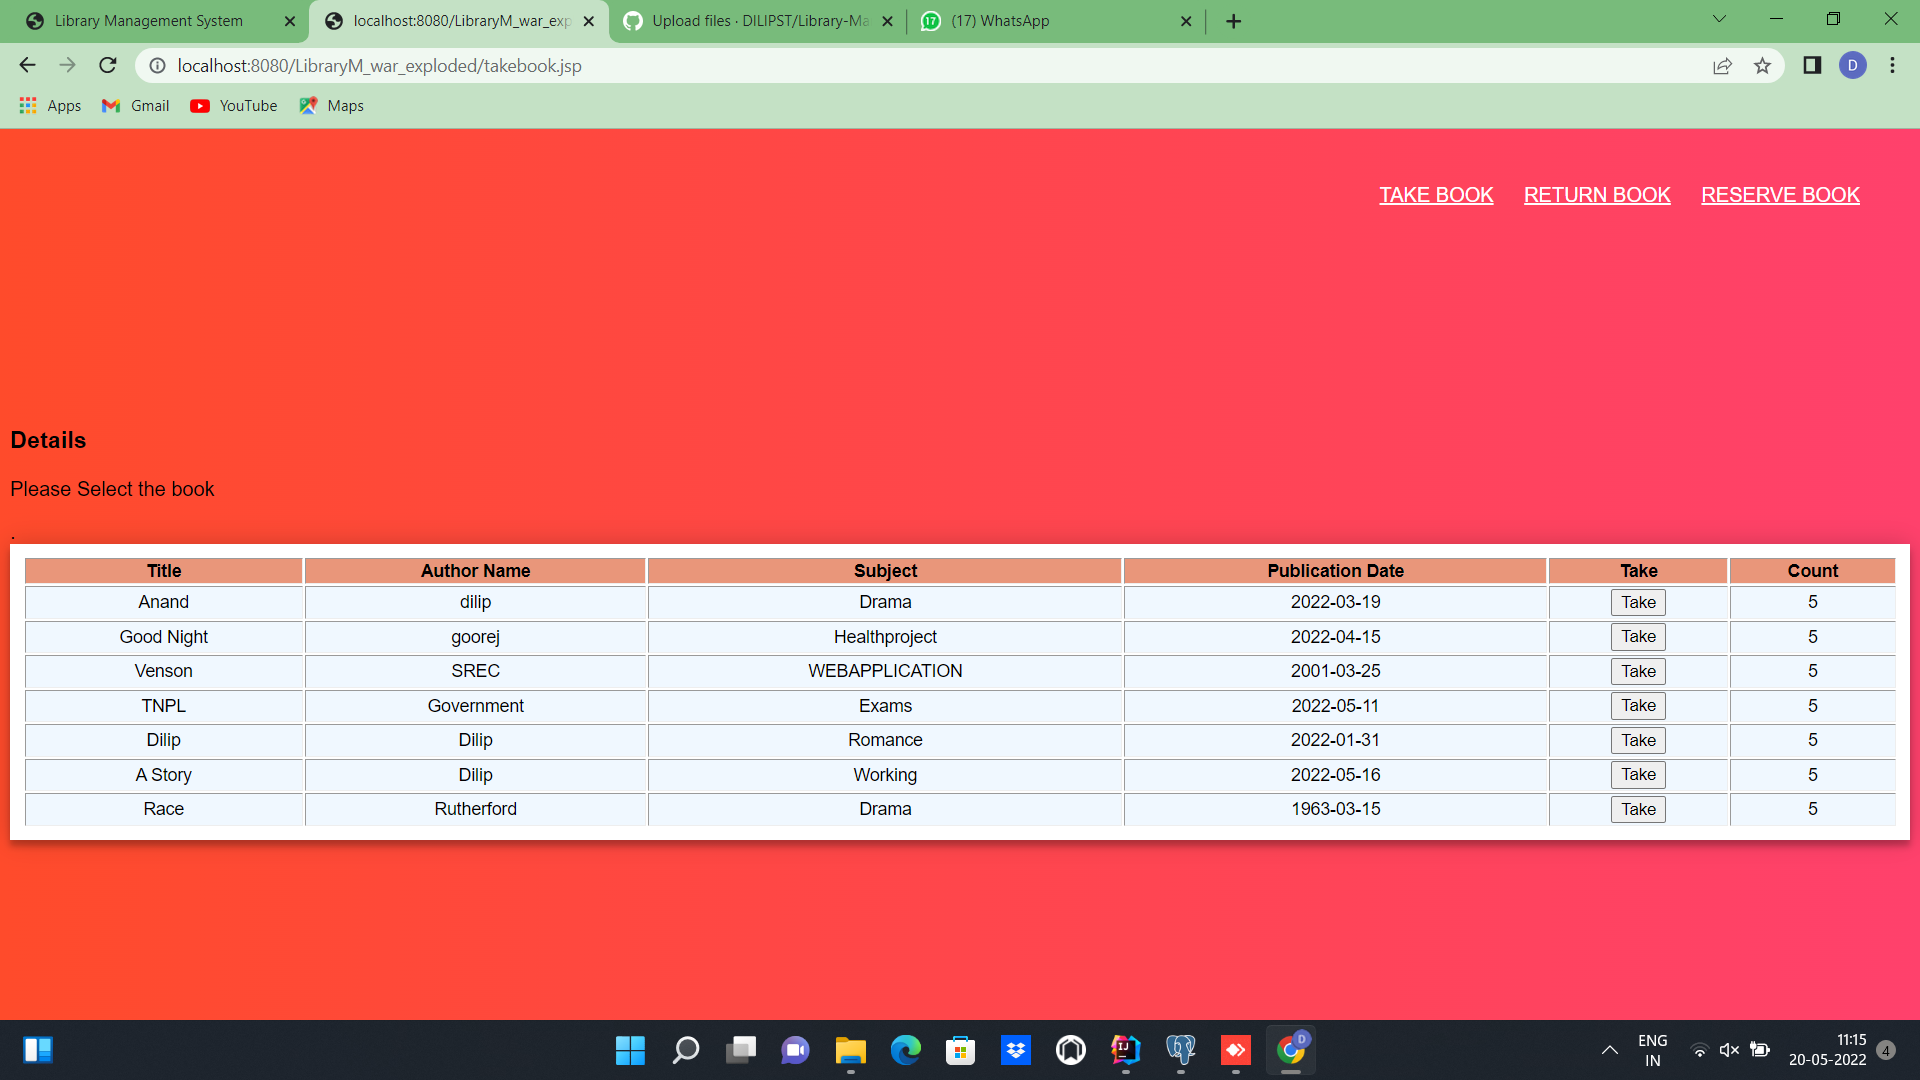 Library Management System
localhost:8080/LibraryM_war_exp
Upload files · DILIPST/Library-Ma
17 (17) WhatsApp
localhost:8080/LibraryM_war_exploded/takebook.jsp
D
Apps Gmail YouTube Maps
TAKE BOOK RETURN BOOK RESERVE BOOK
Details
Please Select the book
.
Title Author Name Subject Publication Date Take Count
Anand dilip Drama 2022-03-19 Take 5
Good Night goorej Healthproject 2022-04-15 Take 5
Venson SREC WEBAPPLICATION 2001-03-25 Take 5
TNPL Government Exams 2022-05-11 Take 5
Dilip Dilip Romance 2022-01-31 Take 5
A Story Dilip Working 2022-05-16 Take 5
Race Rutherford Drama 1963-03-15 Take 5
IJ
D
ENG
IN
11:15
20-05-2022
4